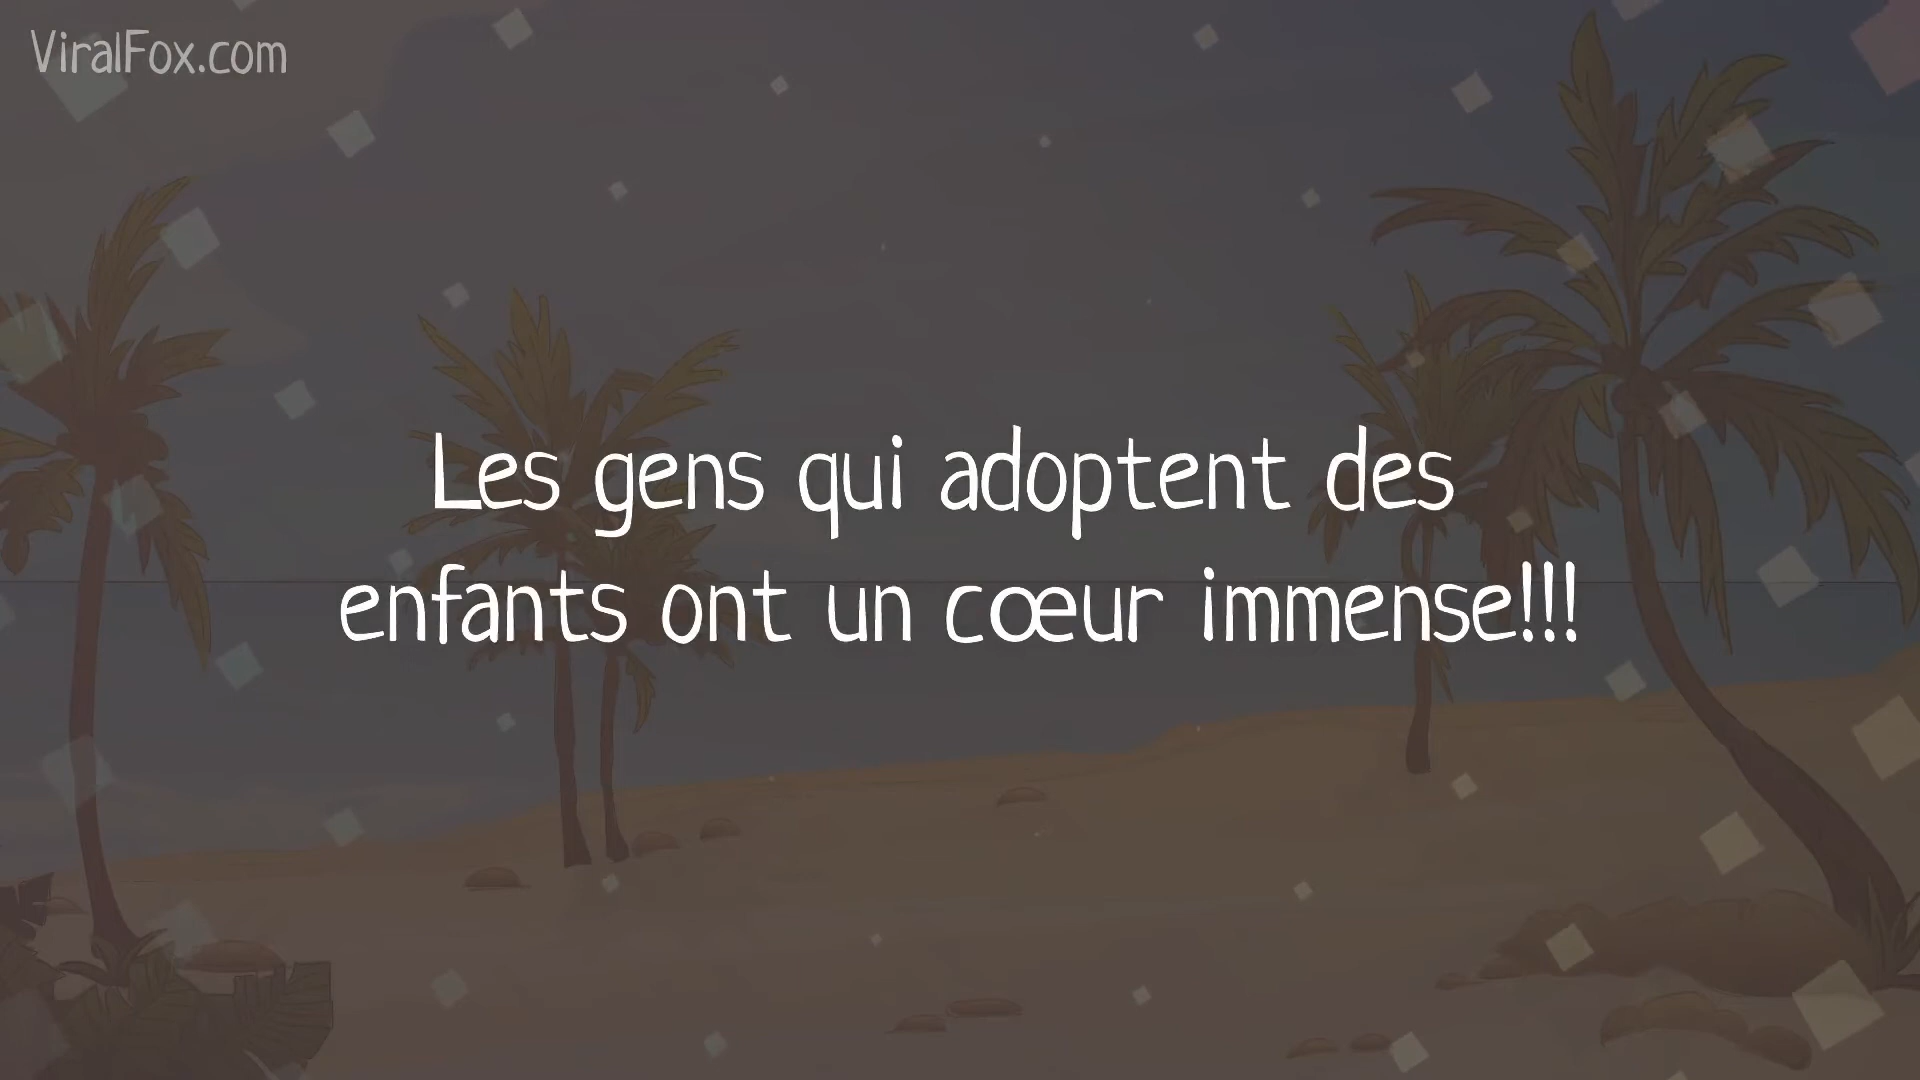 ViralFox.com
Les gens qui adoptent des
enfants ont un cœur immense!!!